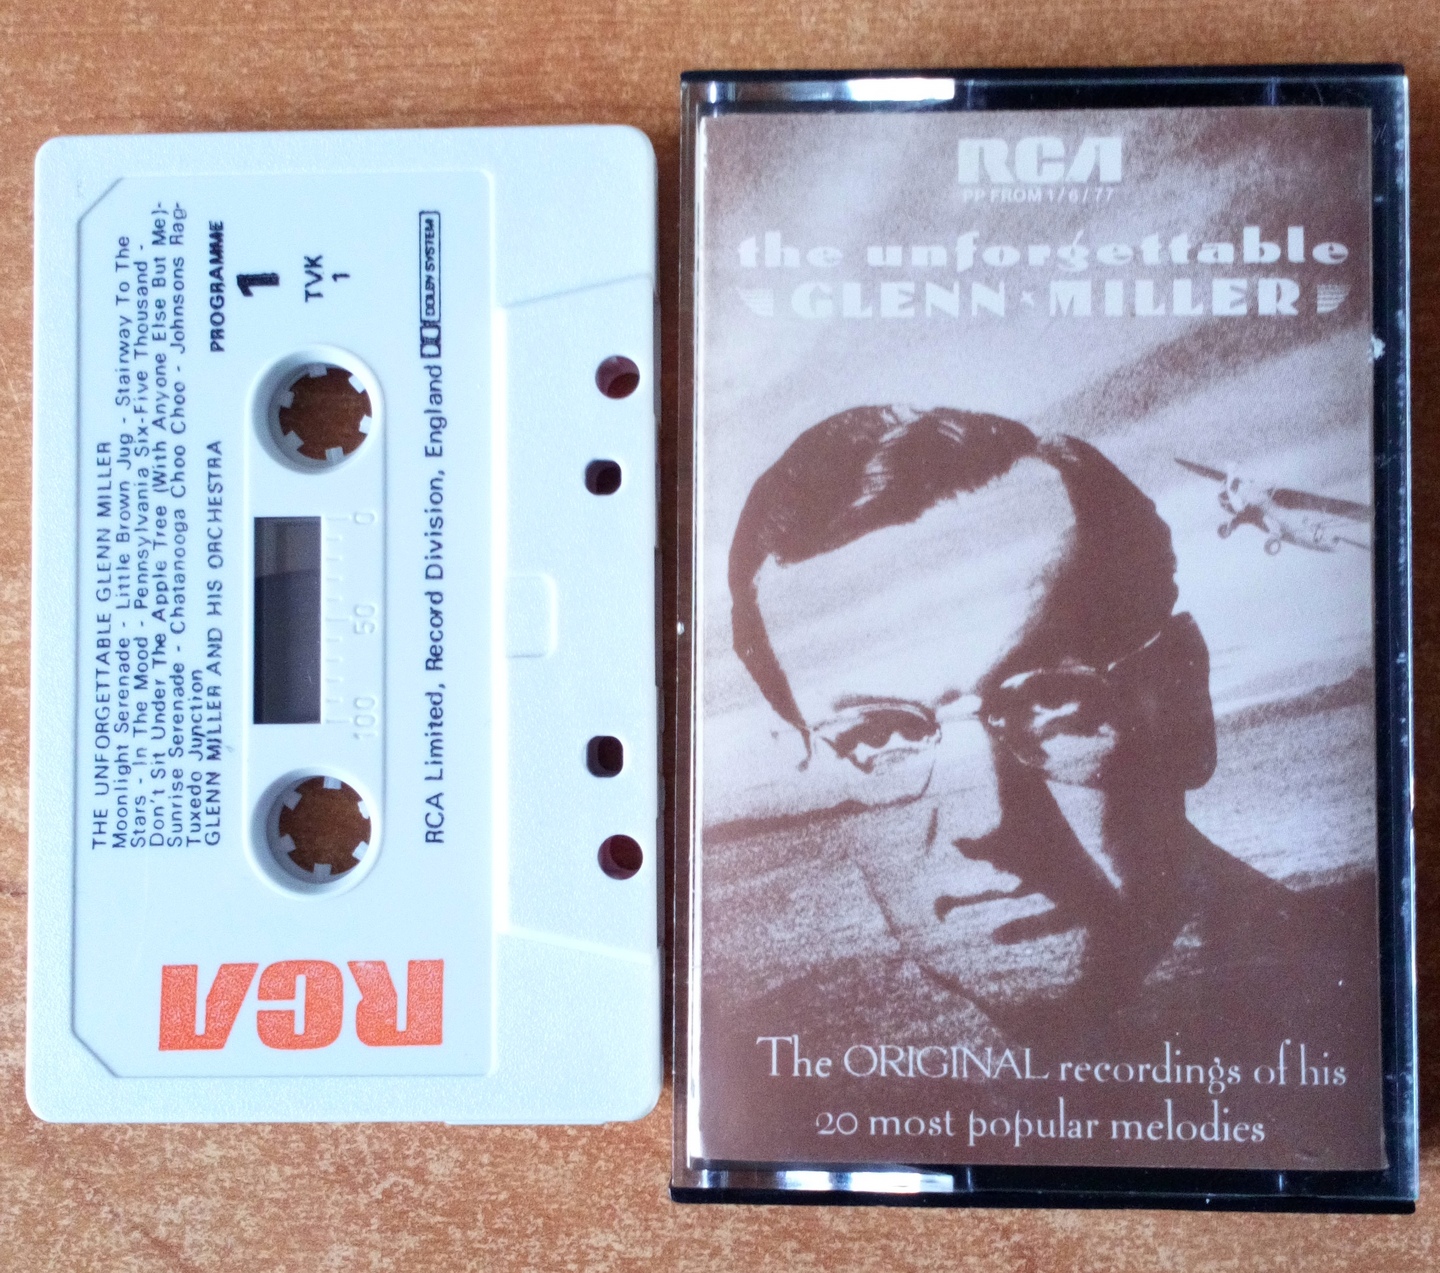 THE UNFORGETTABLE GLENN MILLER
Moonlight Serenade - Little Brown Jug - Stairway To The
Stars - In The Mood - Pennsylvania Six-Five Thousand -
Don't Sit Under The Apple Tree (With Anyone Else But Me)-
Sunrise Serenade - Chatanooga Choo Choo - Johnsons Rag-
Tuxedo Junction
GLENN MILLER AND HIS ORCHESTRA
PROGRAMME
1
TVK
1
100 50 0
RCA Limited, Record Division, England
DOLBY SYSTEM
RCA
RCA
PP FROM 1/6/77
the unforgettable
GLENN MILLER
The ORIGINAL recordings of his
20 most popular melodies